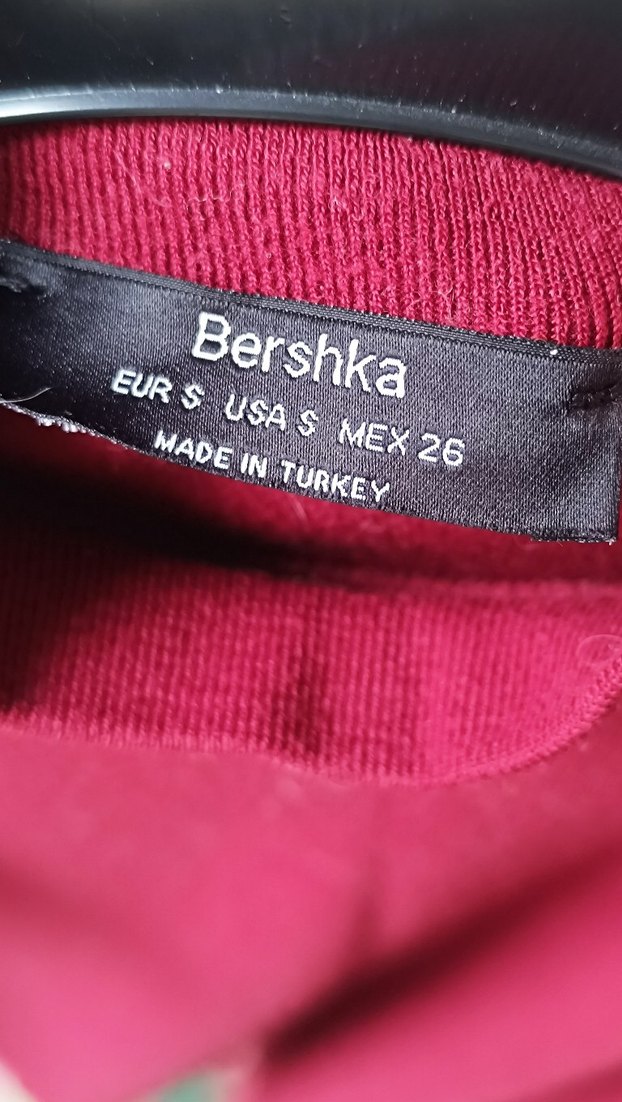 Bershka
EUR S USA S MEX 26
MADE IN TURKEY